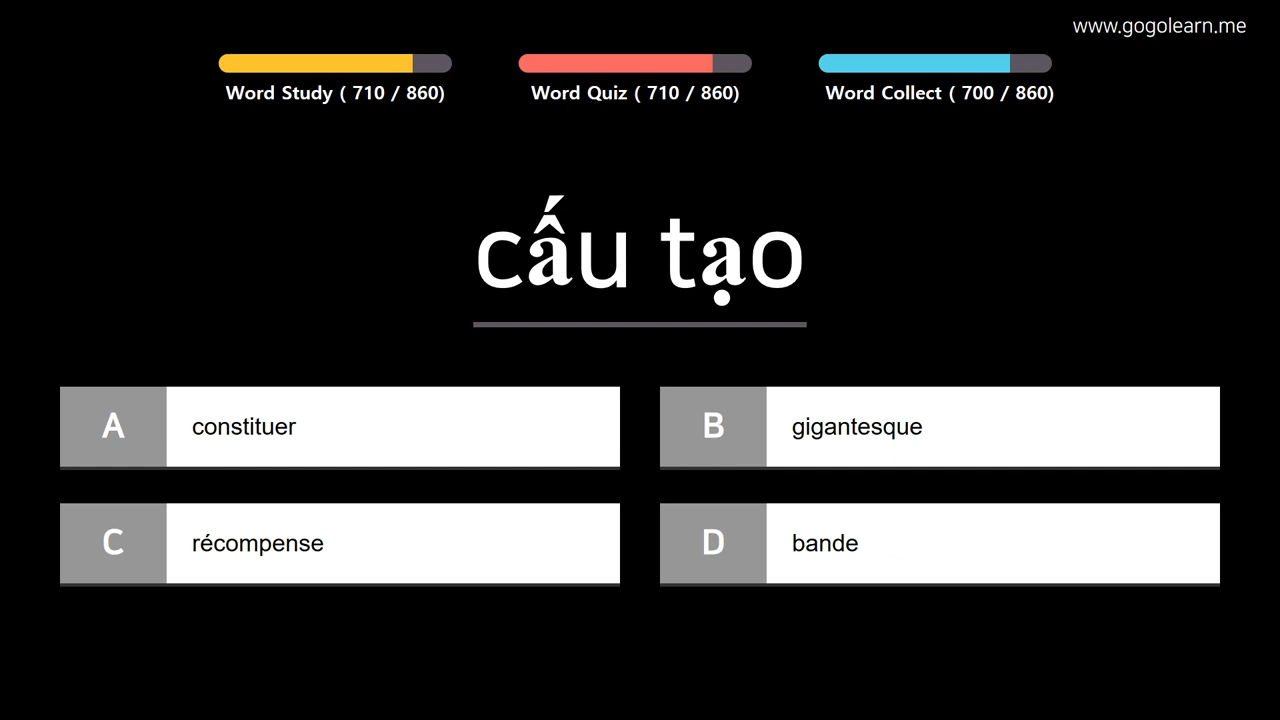 www.gogolearn.me
Word Study ( 710 / 860)
Word Quiz ( 710 / 860)
Word Collect ( 700 / 860)
cấu tạo
A constituer
B gigantesque
C récompense
D bande